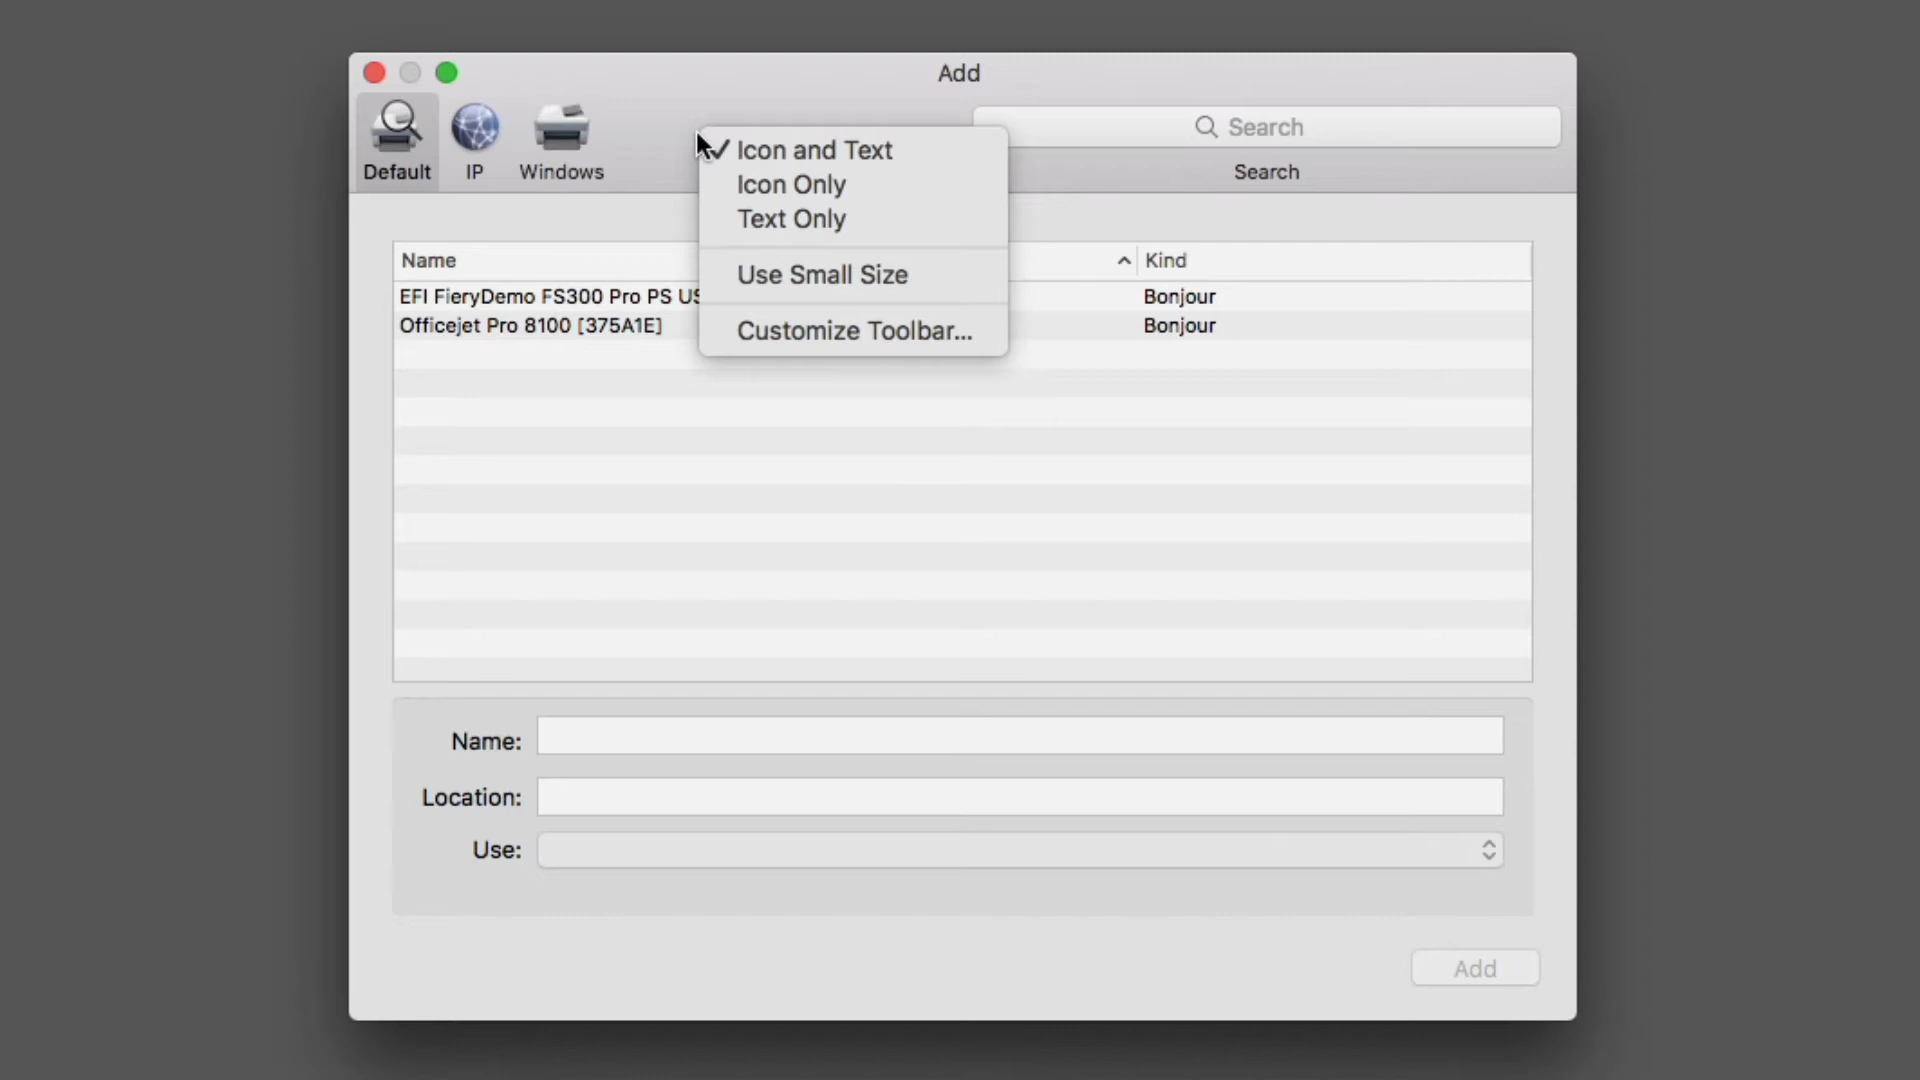 Add
Default
IP
Windows
Search
Search
✓ Icon and Text
Icon Only
Text Only
Use Small Size
Customize Toolbar...
Name
Kind
EFI FieryDemo FS300 Pro PS US
Bonjour
Officejet Pro 8100 [375A1E]
Bonjour
Name:
Location:
Use:
Add